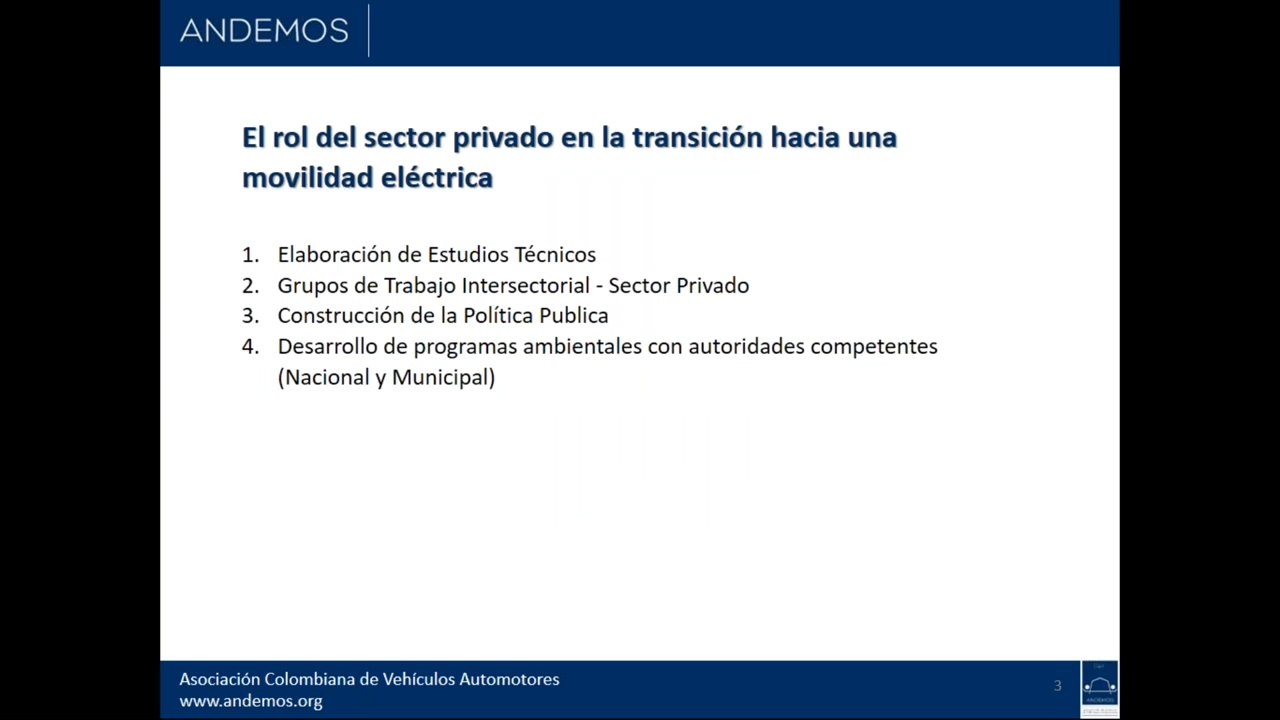 ANDEMOS
El rol del sector privado en la transición hacia una
movilidad eléctrica
1. Elaboración de Estudios Técnicos
2. Grupos de Trabajo Intersectorial - Sector Privado
3. Construcción de la Política Publica
4. Desarrollo de programas ambientales con autoridades competentes
(Nacional y Municipal)
Asociación Colombiana de Vehículos Automotores
www.andemos.org
3
ANDEMOS